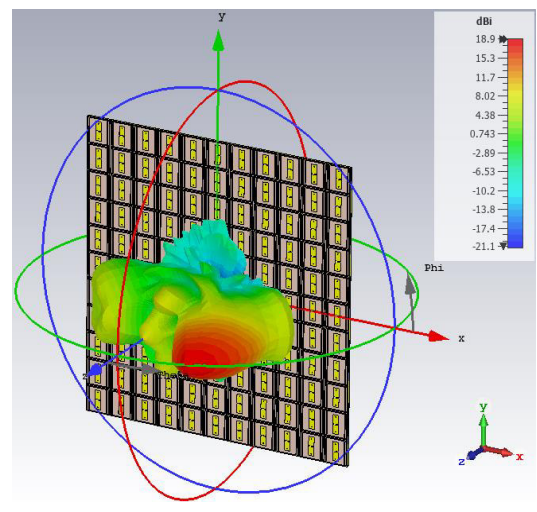 y
dBi
18.9
15.3
11.7
8.02
4.38
0.743
-2.89
-6.53
-10.2
-13.8
-17.4
-21.1
Phi
x
z
y
z
x